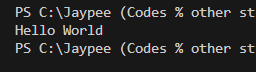 PS C:\Jaypee (Codes % other st
Hello World
PS C:\Jaypee (Codes % other st